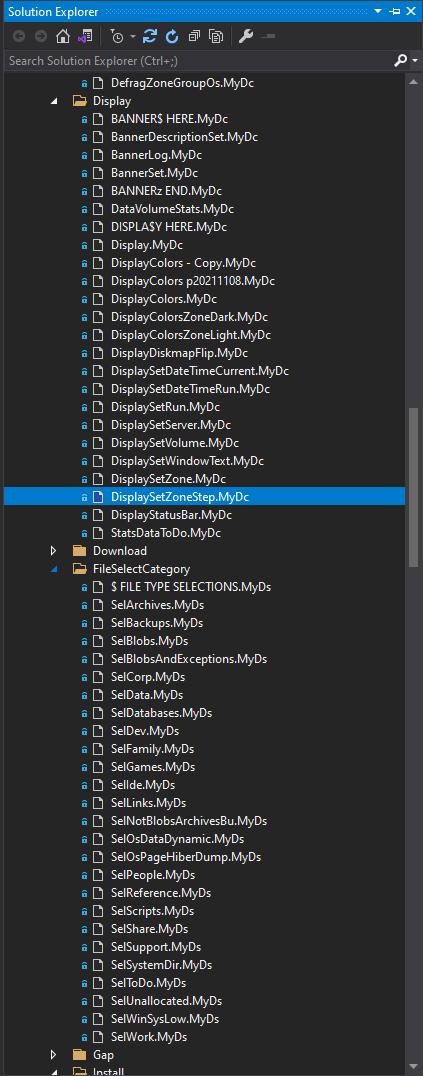 Solution Explorer
Search Solution Explorer (Ctrl+;)
DefragZoneGroupOs.MyDc
Display
BANNER$ HERE.MyDc
BannerDescriptionSet.MyDc
BannerLog.MyDc
BannerSet.MyDc
BANNERz END.MyDc
DataVolumeStats.MyDc
DISPLA$Y HERE.MyDc
Display.MyDc
DisplayColors - Copy.MyDc
DisplayColors p20211108.MyDc
DisplayColors.MyDc
DisplayColorsZoneDark.MyDc
DisplayColorsZoneLight.MyDc
DisplayDiskmapFlip.MyDc
DisplaySetDateTimeCurrent.MyDc
DisplaySetDateTimeRun.MyDc
DisplaySetRun.MyDc
DisplaySetServer.MyDc
DisplaySetVolume.MyDc
DisplaySetWindowText.MyDc
DisplaySetZone.MyDc
DisplaySetZoneStep.MyDc
DisplayStatusBar.MyDc
StatsDataToDo.MyDc
Download
FileSelectCategory
$ FILE TYPE SELECTIONS.MyDs
SelArchives.MyDs
SelBackups.MyDs
SelBlobs.MyDs
SelBlobsAndExceptions.MyDs
SelCorp.MyDs
SelData.MyDs
SelDatabases.MyDs
SelDev.MyDs
SelFamily.MyDs
SelGames.MyDs
SelIde.MyDs
SelLinks.MyDs
SelNotBlobsArchivesBu.MyDs
SelOsDataDynamic.MyDs
SelOsPageHiberDump.MyDs
SelPeople.MyDs
SelReference.MyDs
SelScripts.MyDs
SelShare.MyDs
SelSupport.MyDs
SelSystemDir.MyDs
SelToDo.MyDs
SelUnallocated.MyDs
SelWinSysLow.MyDs
SelWork.MyDs
Gap
Install